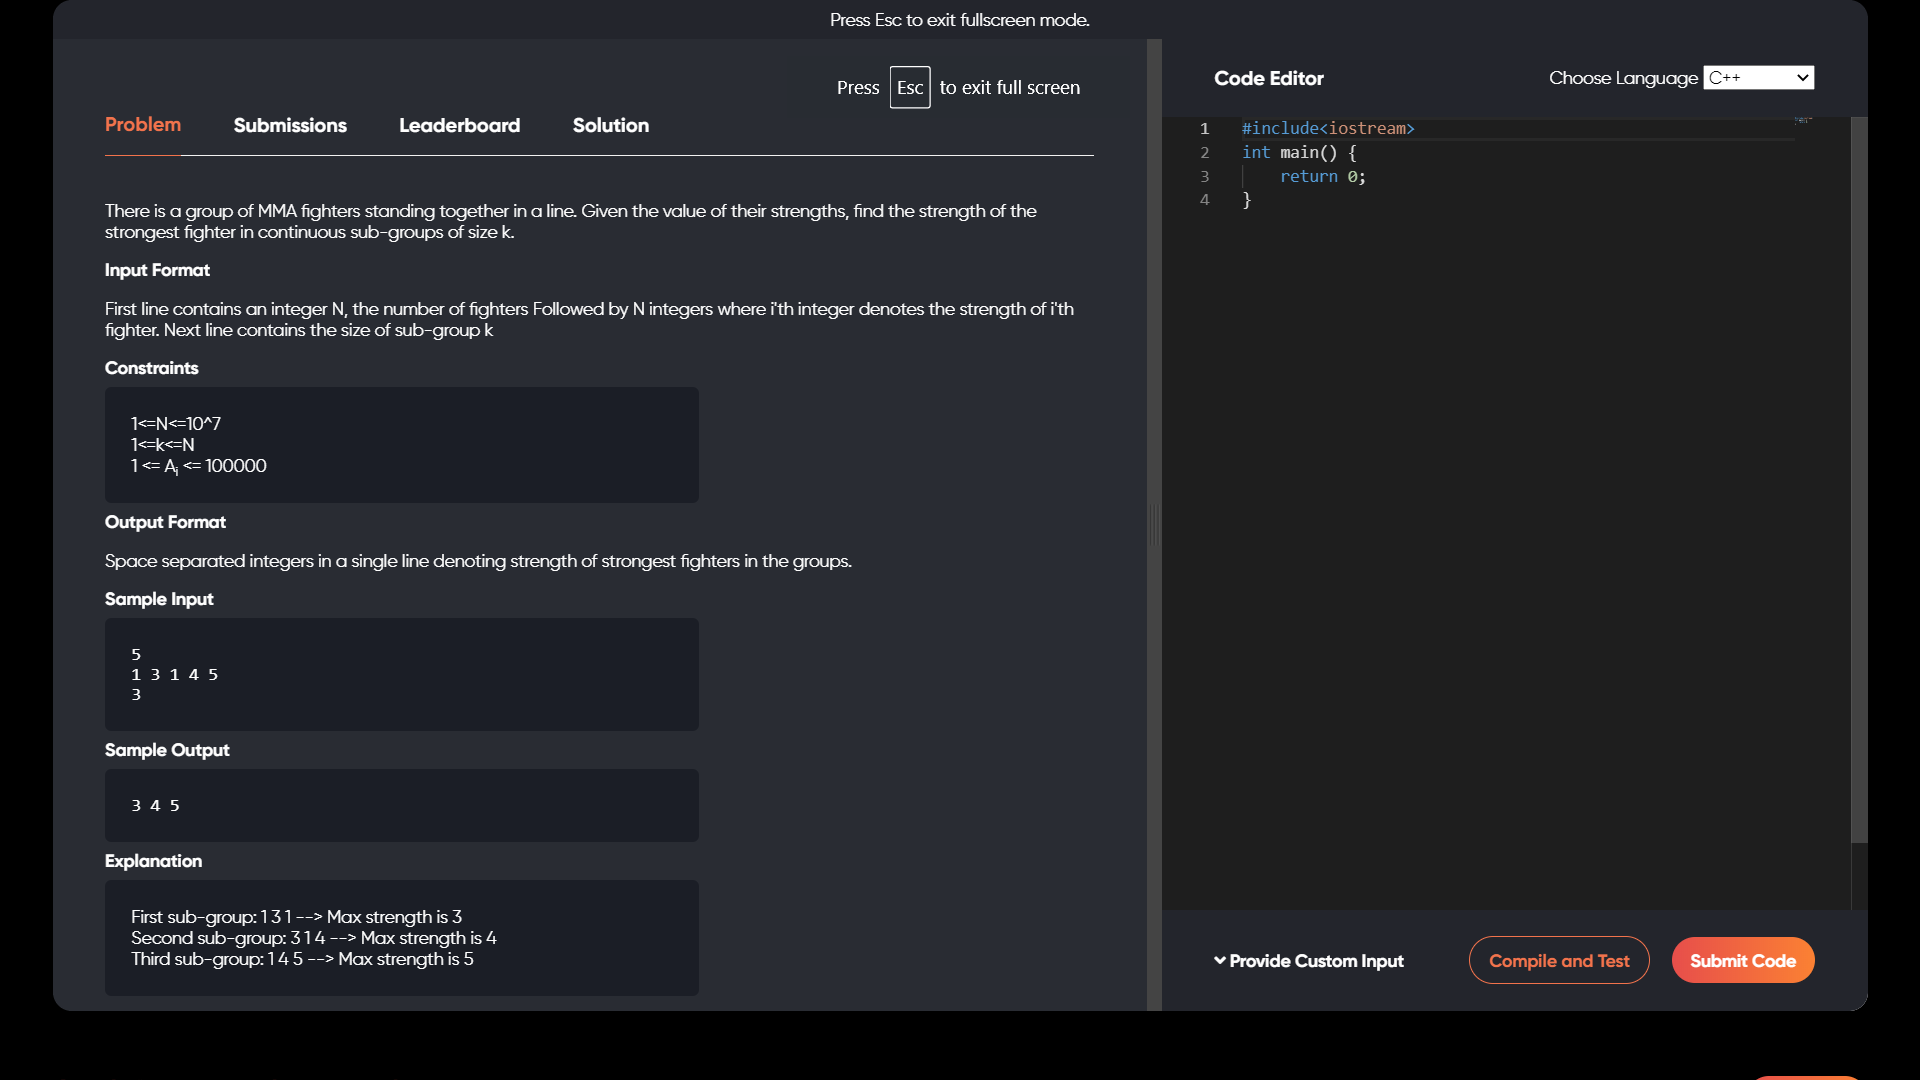 Press Esc to exit fullscreen mode.
Press Esc to exit full screen
Problem Submissions Leaderboard Solution
There is a group of MMA fighters standing together in a line. Given the value of their strengths, find the strength of the
strongest fighter in continuous sub-groups of size k.
Input Format
First line contains an integer N, the number of fighters Followed by N integers where i'th integer denotes the strength of i'th
fighter. Next line contains the size of sub-group k
Constraints
1<=N<=10^7
1<=k<=N
1 <= Ai <= 100000
Output Format
Space separated integers in a single line denoting strength of strongest fighters in the groups.
Sample Input
5
1 3 1 4 5
3
Sample Output
3 4 5
Explanation
First sub-group: 1 3 1 --> Max strength is 3
Second sub-group: 3 1 4 --> Max strength is 4
Third sub-group: 1 4 5 --> Max strength is 5
Code Editor
Choose Language C++
1 #include<iostream>
2 int main() {
3 return 0;
4 }
Provide Custom Input
Compile and Test
Submit Code